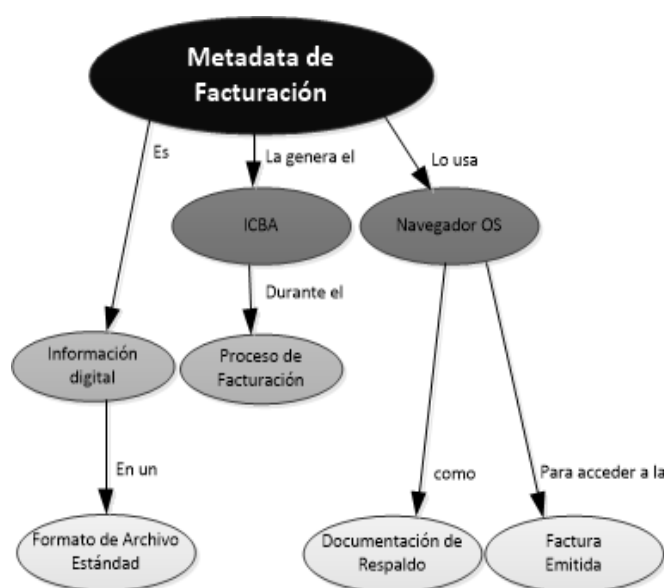 Metadata de
Facturación
Es
La genera el
Lo usa
ICBA
Navegador OS
Durante el
Información
digital
Proceso de
Facturación
En un
como
Para acceder a la
Formato de Archivo
Estándad
Documentación de
Respaldo
Factura
Emitida